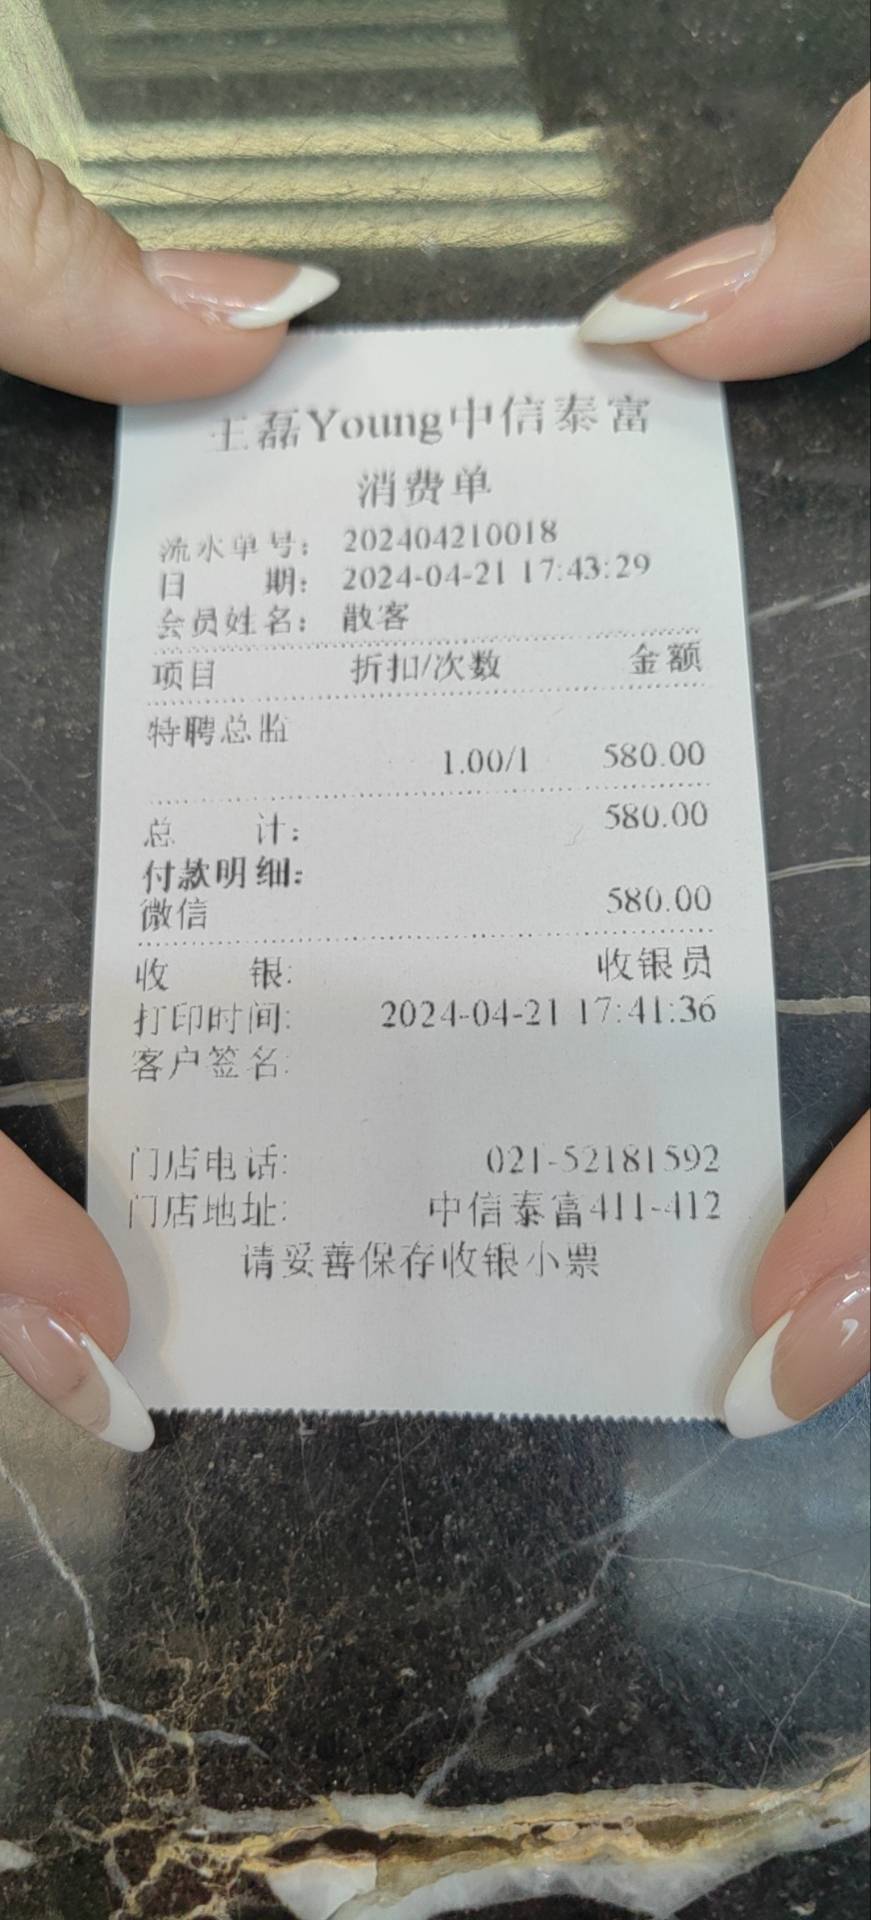 王磊Young中信泰富
消费单
流水单号： 202404210018
日 期： 2024-04-21 17:43:29
会员姓名： 散客
项目 折扣/次数 金额
特聘总监
1.00/1 580.00
总 计： 580.00
付款明细：
微信 580.00
收 银: 收银员
打印时间: 2024-04-21 17:41:36
客户签名:
门店电话: 021-52181592
门店地址: 中信泰富411-412
请妥善保存收银小票